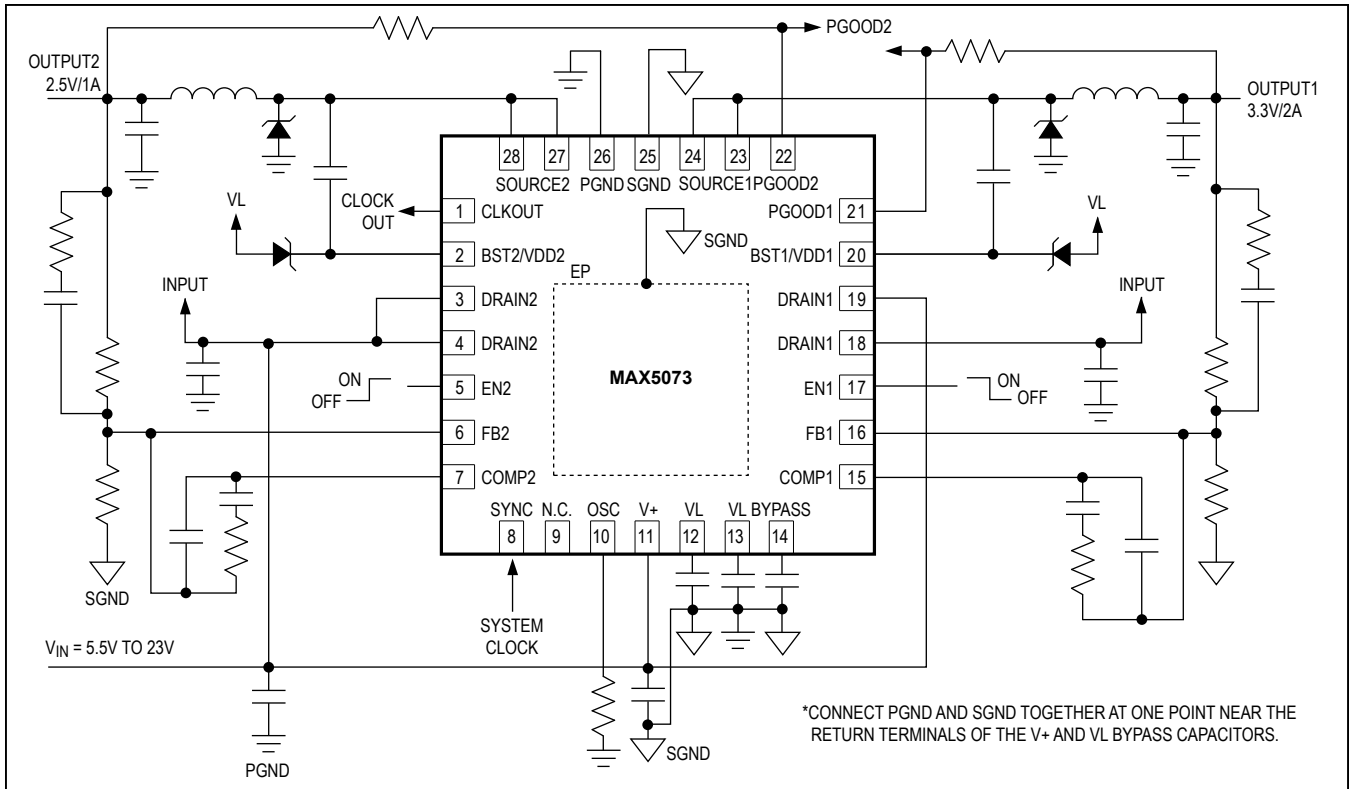 PGOOD2
OUTPUT2
2.5V/1A
OUTPUT1
3.3V/2A
28 27 26 25 24 23 22
SOURCE2 PGND SGND SOURCE1 PGOOD2
CLOCK
OUT
1 CLKOUT
PGOOD1 21
VL
SGND
VL
2 BST2/VDD2
BST1/VDD1 20
EP
INPUT
INPUT
3 DRAIN2
DRAIN1 19
4 DRAIN2
DRAIN1 18
MAX5073
ON
OFF
5 EN2
EN1 17
ON
OFF
6 FB2
FB1 16
7 COMP2
COMP1 15
SYNC N.C. OSC V+ VL VL BYPASS
8 9 10 11 12 13 14
SGND
SYSTEM
CLOCK
VIN = 5.5V TO 23V
PGND
SGND
*CONNECT PGND AND SGND TOGETHER AT ONE POINT NEAR THE
RETURN TERMINALS OF THE V+ AND VL BYPASS CAPACITORS.